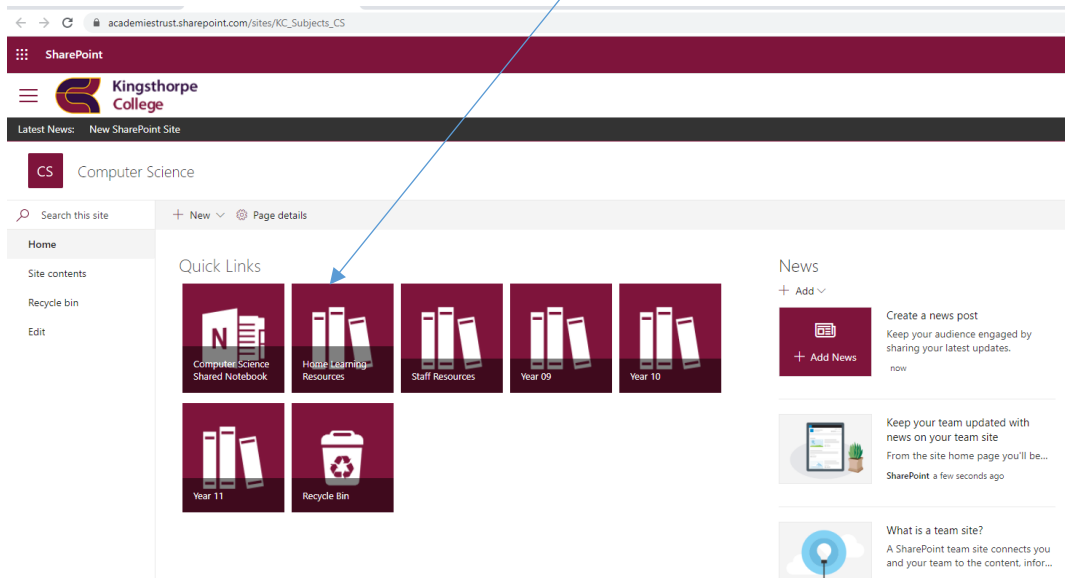 academiestrust.sharepoint.com/sites/KC_Subjects_CS
SharePoint
Kingsthorpe
College
Latest News: New SharePoint Site
CS Computer Science
Search this site
New
Page details
Home
Site contents
Recycle bin
Edit
Quick Links
N
Computer Science
Shared Notebook
Home Learning
Resources
Staff Resources
Year 09
Year 10
Year 11
Recycle Bin
News
Add
Add News
Create a news post
Keep your audience engaged by
sharing your latest updates.
now
Keep your team updated with
news on your team site
From the site home page you'll be...
SharePoint a few seconds ago
What is a team site?
A SharePoint team site connects you
and your team to the content, infor...